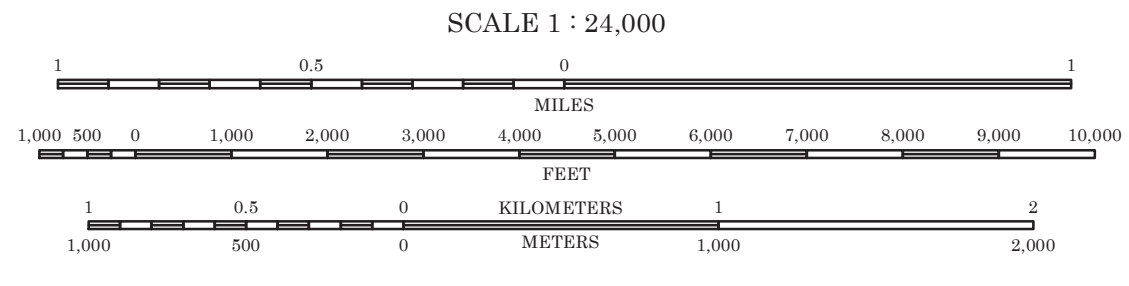 SCALE 1 : 24,000
1 0.5 0 1
MILES
1,000 500 0 1,000 2,000 3,000 4,000 5,000 6,000 7,000 8,000 9,000 10,000
FEET
1 0.5 0 KILOMETERS 1 2
1,000 500 0 METERS 1,000 2,000